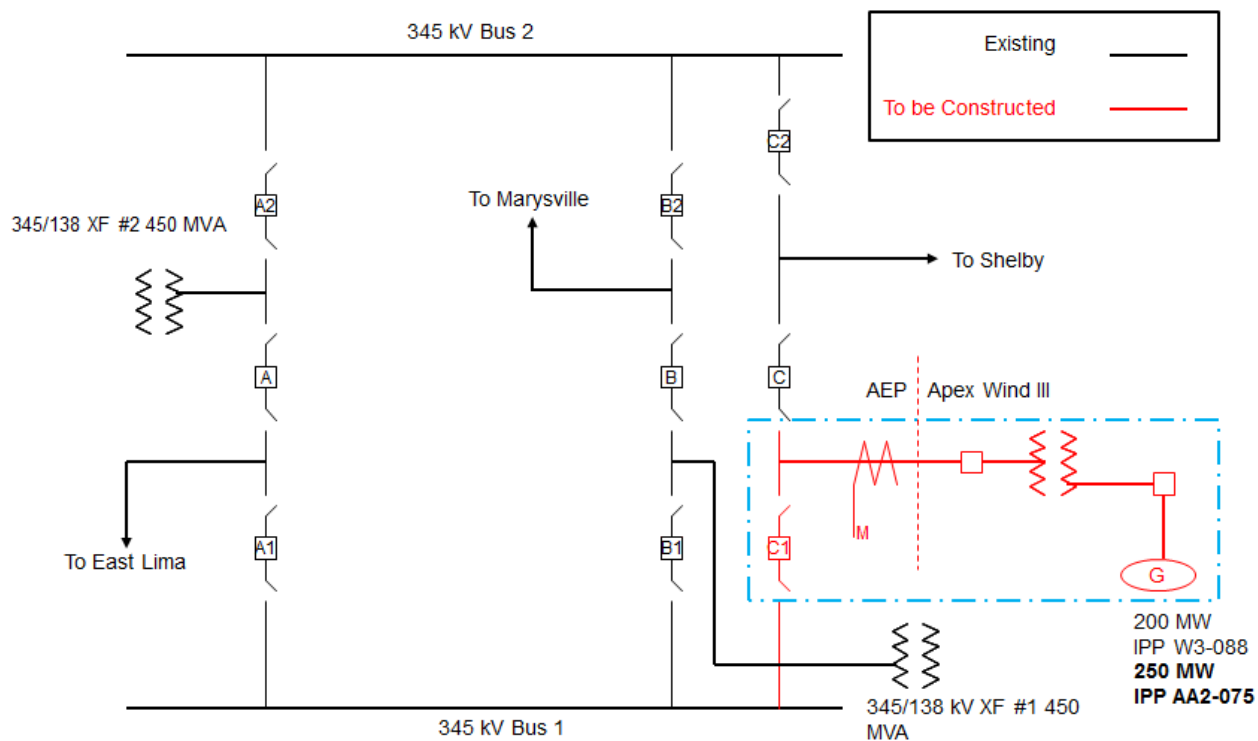 345 kV Bus 2
Existing
To be Constructed
C2
A2
To Marysville
B2
345/138 XF #2 450 MVA
To Shelby
A
B
C
AEP
Apex Wind III
M
To East Lima
A1
B1
C1
G
200 MW
IPP W3-088
250 MW
IPP AA2-075
345/138 kV XF #1 450
MVA
345 kV Bus 1